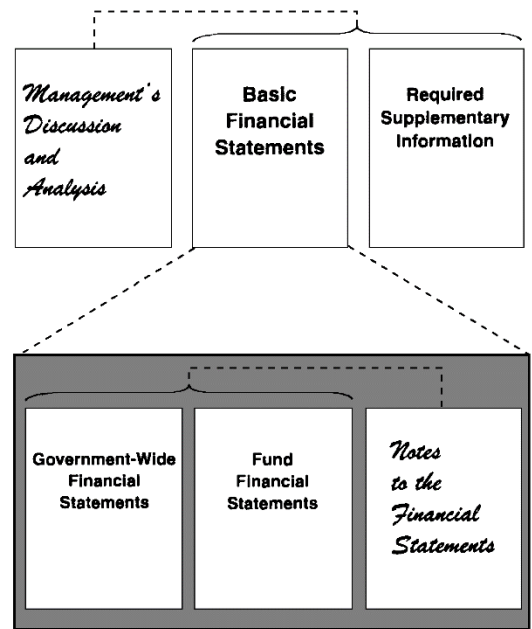 Management's
Discussion
and
Analysis
Basic
Financial
Statements
Required
Supplementary
Information
Government-Wide
Financial
Statements
Fund
Financial
Statements
Notes
to the
Financial
Statements